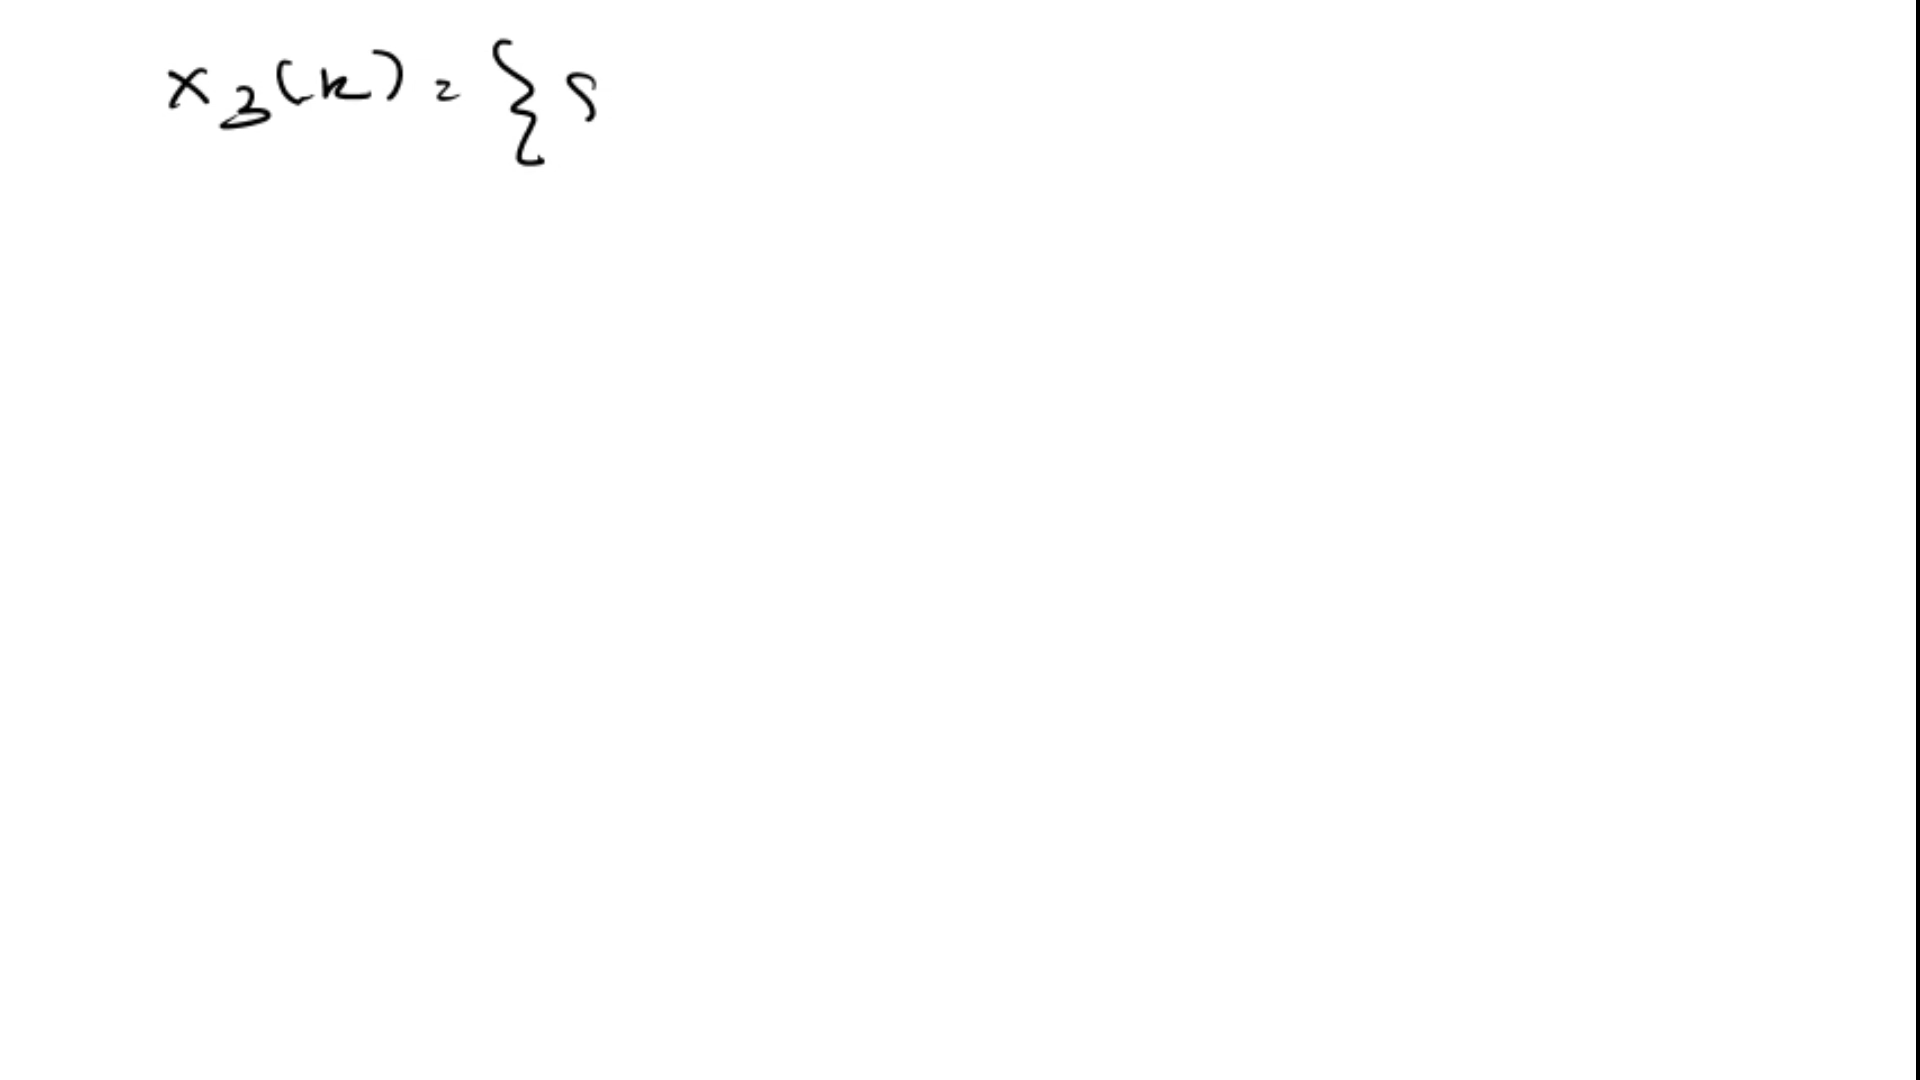 x₃(k) = { 5